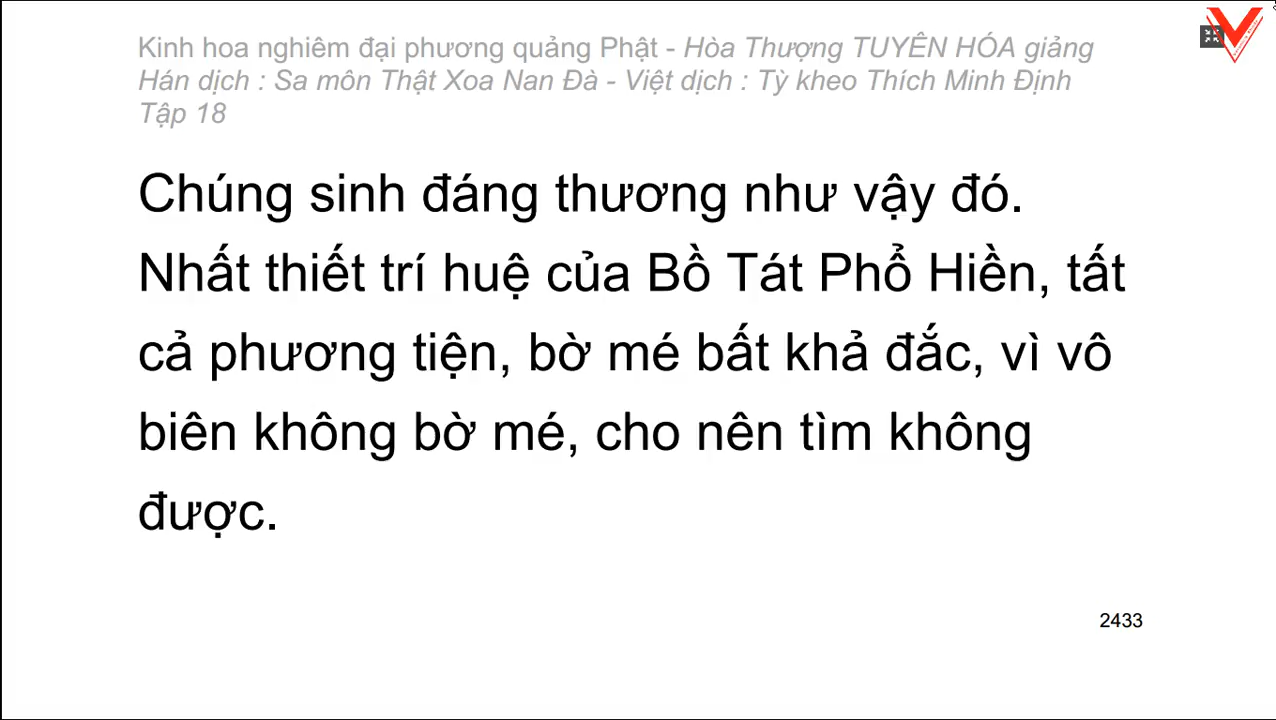 Kinh hoa nghiêm đại phương quảng Phật - Hòa Thượng TUYÊN HÓA giảng
Hán dịch : Sa môn Thật Xoa Nan Đà - Việt dịch : Tỳ kheo Thích Minh Định
Tập 18
Chúng sinh đáng thương như vậy đó.
Nhất thiết trí huệ của Bồ Tát Phổ Hiền, tất
cả phương tiện, bờ mé bất khả đắc, vì vô
biên không bờ mé, cho nên tìm không
được.
2433